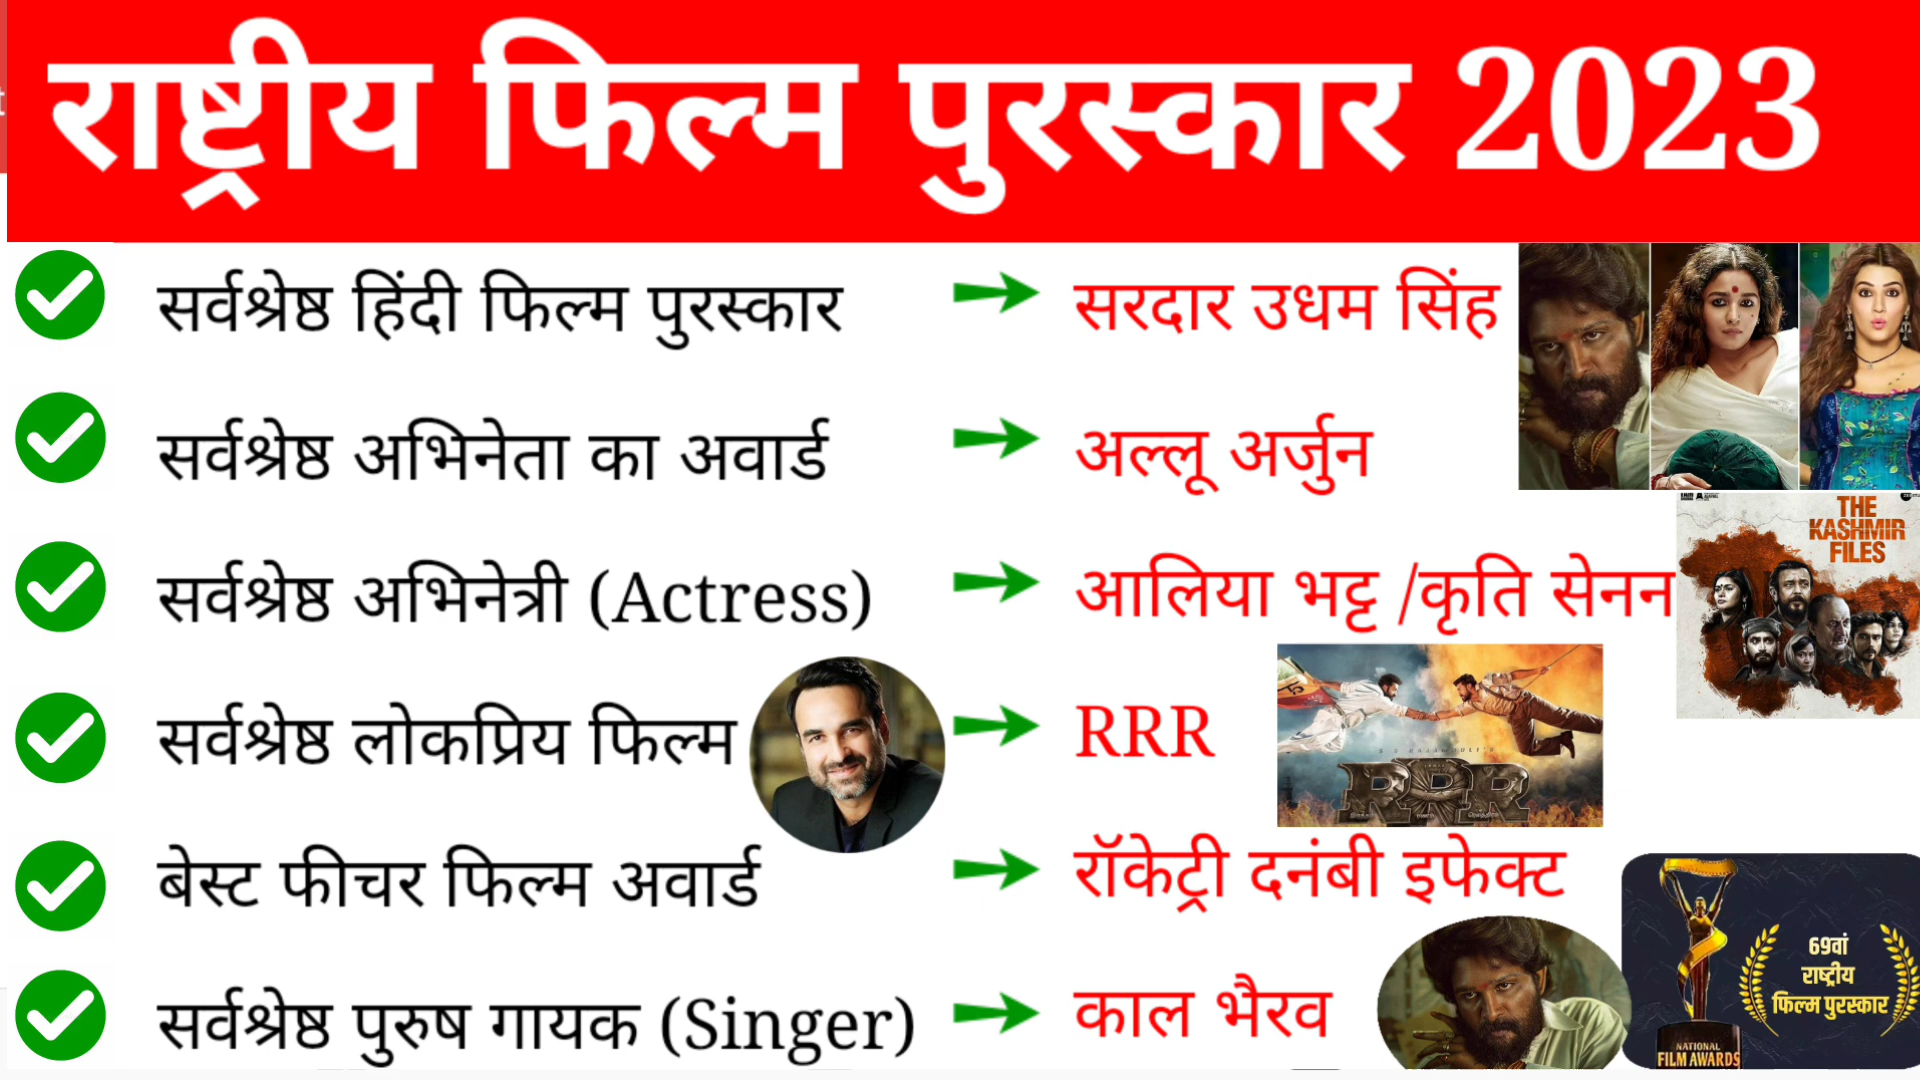 राष्ट्रीय फिल्म पुरस्कार 2023
सर्वश्रेष्ठ हिंदी फिल्म पुरस्कार सरदार उधम सिंह
सर्वश्रेष्ठ अभिनेता का अवार्ड अल्लू अर्जुन
सर्वश्रेष्ठ अभिनेत्री (Actress) आलिया भट्ट /कृति सेनन
THE
KASHMIR
FILES
सर्वश्रेष्ठ लोकप्रिय फिल्म RRR
RRR
बेस्ट फीचर फिल्म अवार्ड रॉकेट्री दनंबी इफेक्ट
सर्वश्रेष्ठ पुरुष गायक (Singer) काल भैरव
69वां
राष्ट्रीय
फिल्म पुरस्कार
NATIONAL
FILM AWARDS